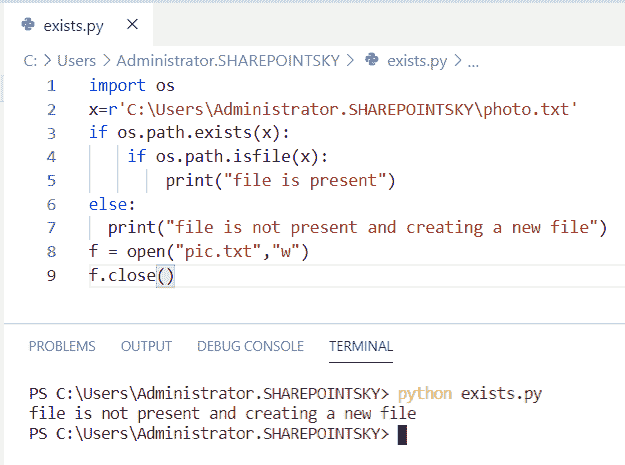 exists.py ×
C: > Users > Administrator.SHAREPOINTSKY > exists.py > ...
1 import os
2 x=r'C:\Users\Administrator.SHAREPOINTSKY\photo.txt'
3 if os.path.exists(x):
4 if os.path.isfile(x):
5 print("file is present")
6 else:
7 print("file is not present and creating a new file")
8 f = open("pic.txt","w")
9 f.close()
PROBLEMS OUTPUT DEBUG CONSOLE TERMINAL
PS C:\Users\Administrator.SHAREPOINTSKY> python exists.py
file is not present and creating a new file
PS C:\Users\Administrator.SHAREPOINTSKY>